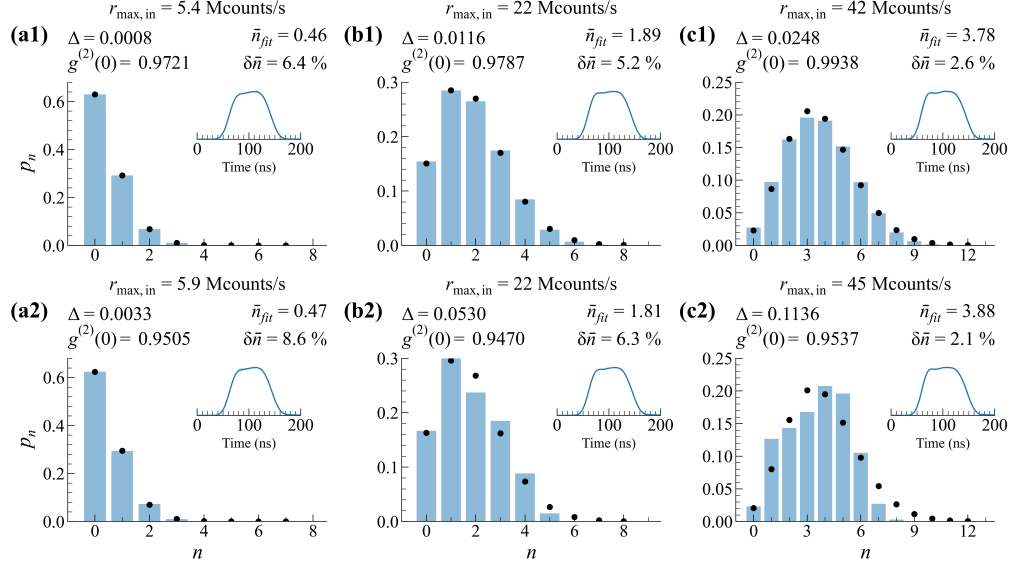 r_max, in = 5.4 Mcounts/s
(a1)
Δ = 0.0008
n̄_fit = 0.46
g^(2)(0) = 0.9721
δn̄ = 6.4 %
0.6
0.4
0.2
0.0
p_n
0 2 4 6 8
0 100 200
Time (ns)
r_max, in = 22 Mcounts/s
(b1)
Δ = 0.0116
n̄_fit = 1.89
g^(2)(0) = 0.9787
δn̄ = 5.2 %
0.3
0.2
0.1
0.0
0 2 4 6 8
0 100 200
Time (ns)
r_max, in = 42 Mcounts/s
(c1)
Δ = 0.0248
n̄_fit = 3.78
g^(2)(0) = 0.9938
δn̄ = 2.6 %
0.25
0.20
0.15
0.10
0.05
0.00
0 3 6 9 12
0 100 200
Time (ns)
r_max, in = 5.9 Mcounts/s
(a2)
Δ = 0.0033
n̄_fit = 0.47
g^(2)(0) = 0.9505
δn̄ = 8.6 %
0.6
0.4
0.2
0.0
p_n
0 2 4 6 8
n
0 100 200
Time (ns)
r_max, in = 22 Mcounts/s
(b2)
Δ = 0.0530
n̄_fit = 1.81
g^(2)(0) = 0.9470
δn̄ = 6.3 %
0.3
0.2
0.1
0.0
0 2 4 6 8
n
0 100 200
Time (ns)
r_max, in = 45 Mcounts/s
(c2)
Δ = 0.1136
n̄_fit = 3.88
g^(2)(0) = 0.9537
δn̄ = 2.1 %
0.25
0.20
0.15
0.10
0.05
0.00
0 3 6 9 12
n
0 100 200
Time (ns)